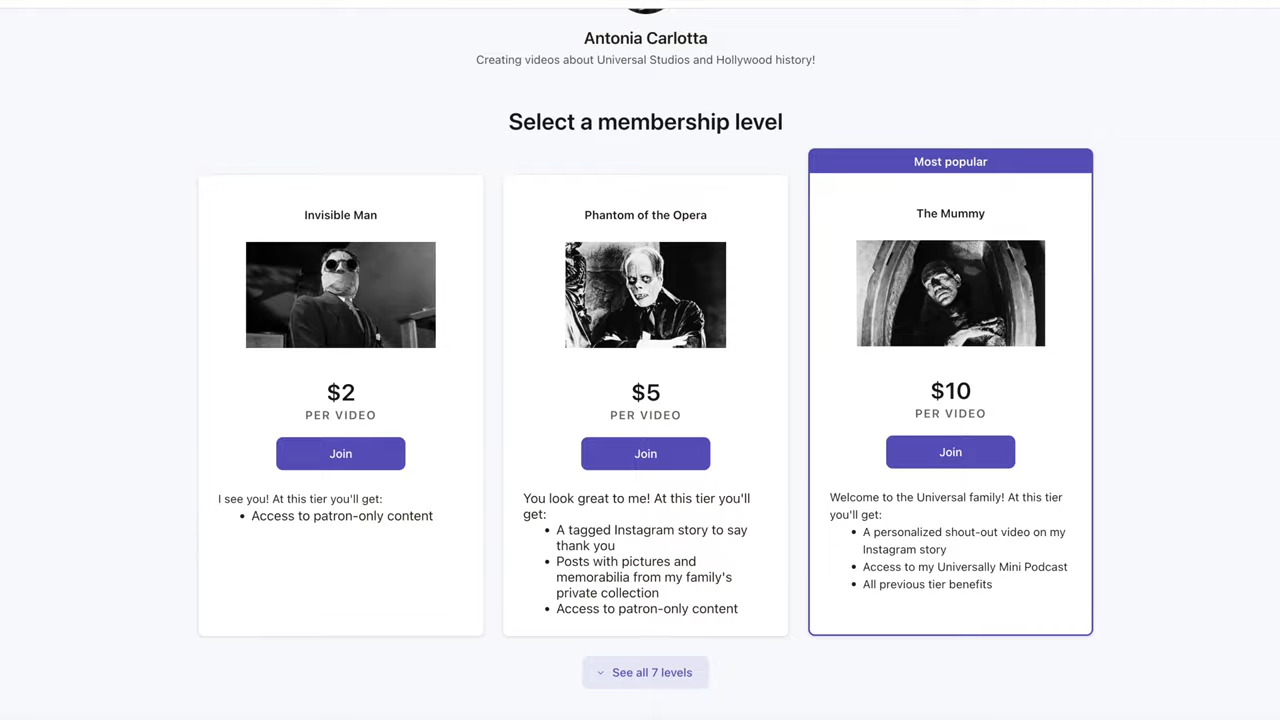 Antonia Carlotta
Creating videos about Universal Studios and Hollywood history!
Select a membership level
Invisible Man
$2
PER VIDEO
Join
I see you! At this tier you'll get:
• Access to patron-only content
Phantom of the Opera
$5
PER VIDEO
Join
You look great to me! At this tier you'll
get:
• A tagged Instagram story to say
thank you
• Posts with pictures and
memorabilia from my family's
private collection
• Access to patron-only content
Most popular
The Mummy
$10
PER VIDEO
Join
Welcome to the Universal family! At this tier
you'll get:
• A personalized shout-out video on my
Instagram story
• Access to my Universally Mini Podcast
• All previous tier benefits
See all 7 levels